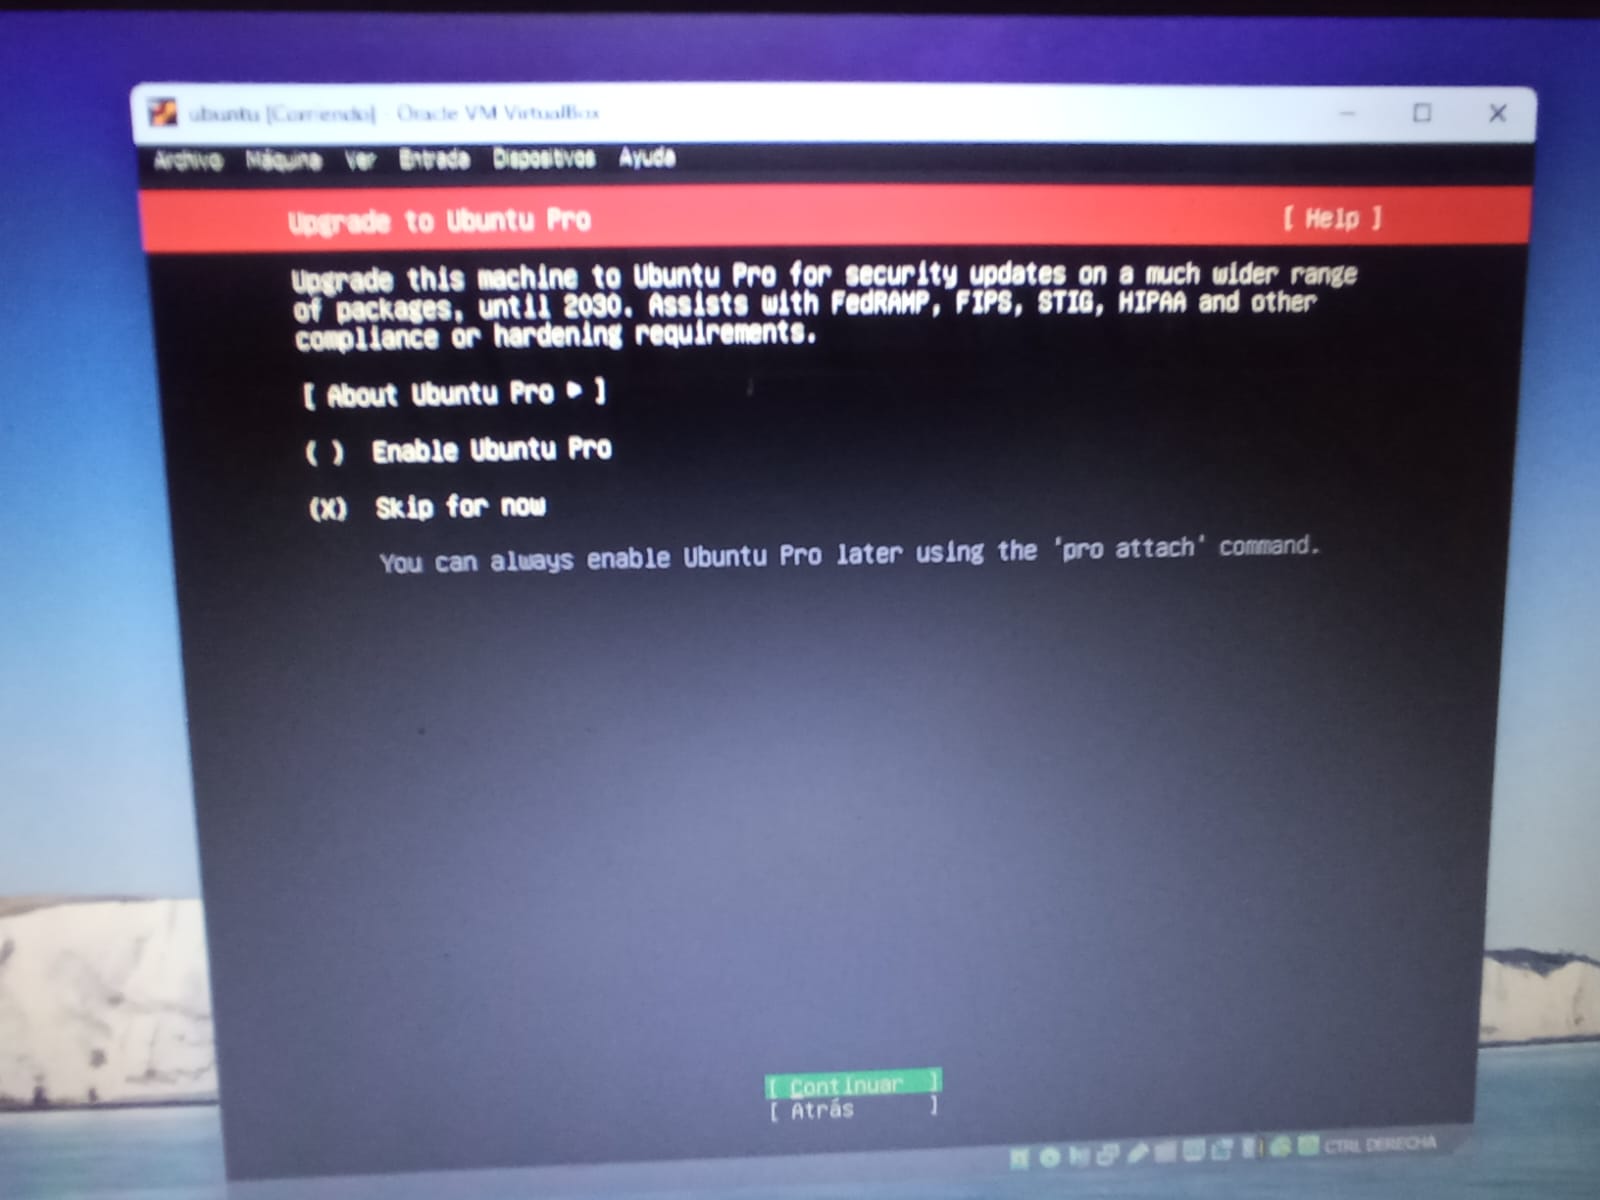 ubuntu [Corriendo] - Oracle VM VirtualBox
Archivo Máquina Ver Entrada Dispositivos Ayuda
Upgrade to Ubuntu Pro [ Help ]
Upgrade this machine to Ubuntu Pro for security updates on a much wider range
of packages, until 2030. Assists with FedRAMP, FIPS, STIG, HIPAA and other
compliance or hardening requirements.
[ About Ubuntu Pro ▸ ]
( ) Enable Ubuntu Pro
(X) Skip for now
You can always enable Ubuntu Pro later using the 'pro attach' command.
[ Continuar ]
[ Atrás ]
CTRL DERECHA